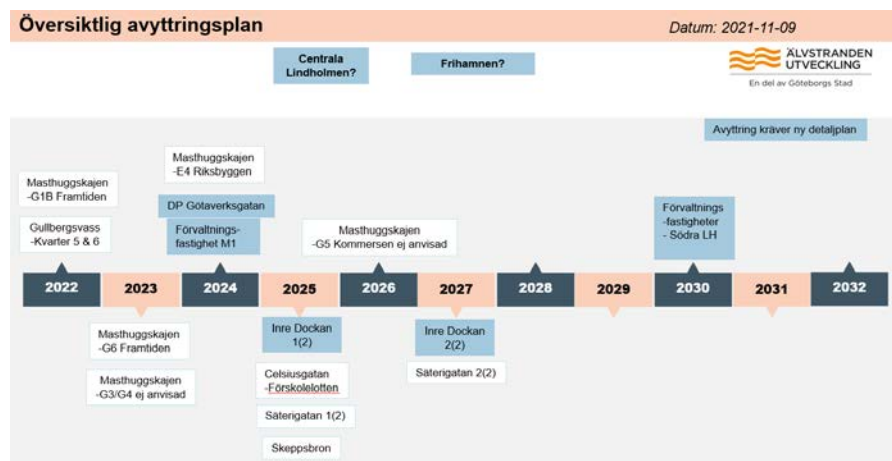 Översiktlig avyttringsplan
Datum: 2021-11-09
Centrala
Lindholmen?
Frihamnen?
ÄLVSTRANDEN
UTVECKLING
En del av Göteborgs Stad
Avyttring kräver ny detaljplan
Masthuggskajen
-G1B Framtiden
Gullbergsvass
-Kvarter 5 & 6
Masthuggskajen
-E4 Riksbyggen
DP Götaverksgatan
Förvaltnings-
fastighet M1
Masthuggskajen
-G5 Kommersen ej anvisad
Förvaltnings
-fastigheter
- Södra LH
2022 2023 2024 2025 2026 2027 2028 2029 2030 2031 2032
Masthuggskajen
-G6 Framtiden
Masthuggskajen
-G3/G4 ej anvisad
Inre Dockan
1(2)
Celsiusgatan
-Förskolelotten
Säterigatan 1(2)
Skeppsbron
Inre Dockan
2(2)
Säterigatan 2(2)